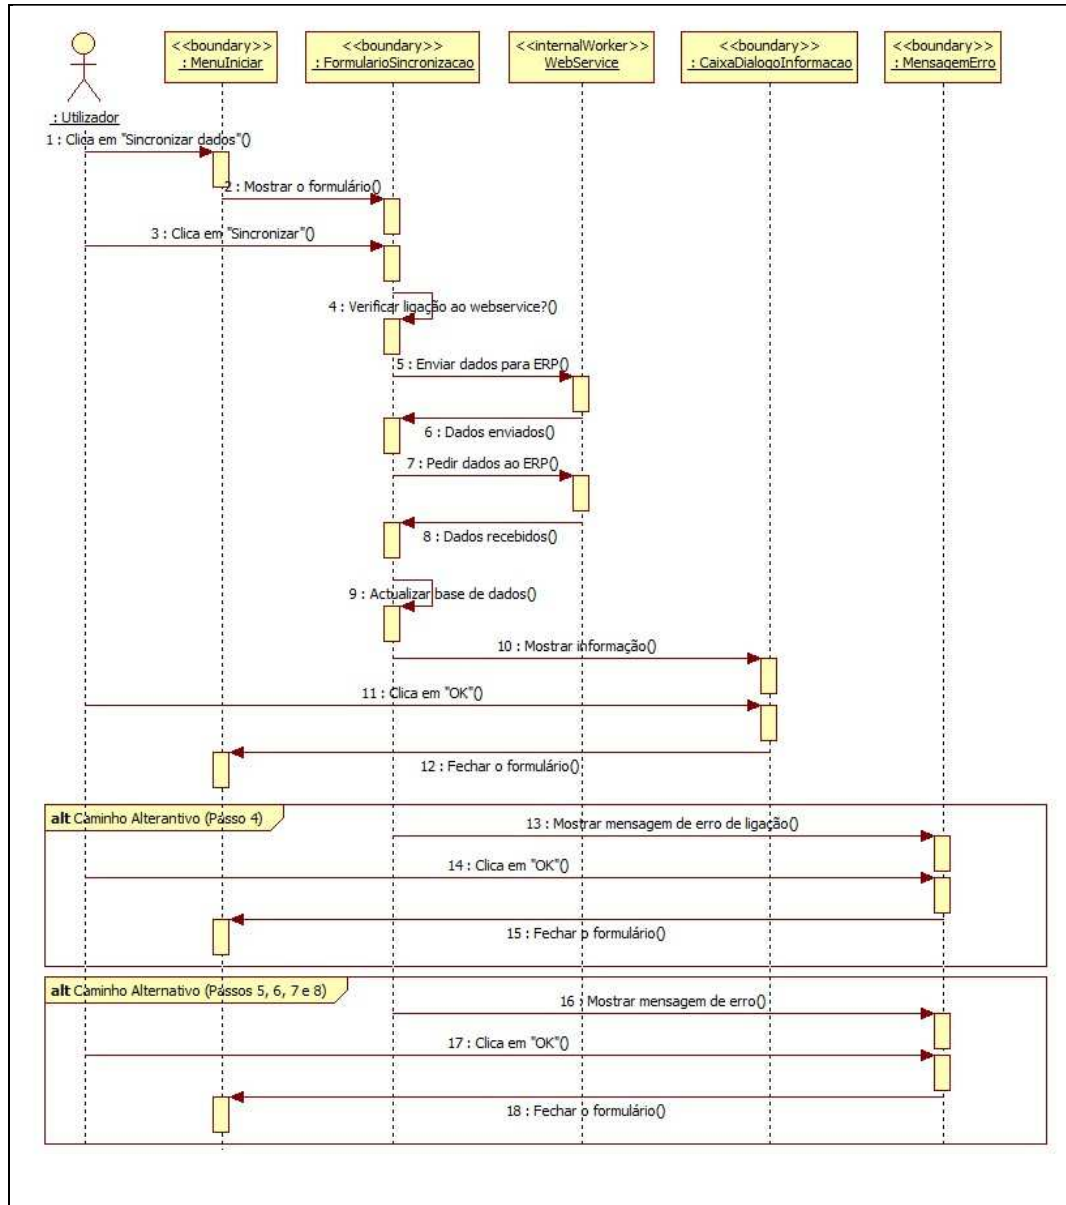 <<boundary>> <<boundary>> <<internalWorker>> <<boundary>> <<boundary>>
: MenuIniciar : FormularioSincronizacao WebService : CaixaDialogoInformacao : MensagemErro
: Utilizador
1 : Clica em "Sincronizar dados"()
2 : Mostrar o formulário()
3 : Clica em "Sincronizar"()
4 : Verificar ligação ao webservice?()
5 : Enviar dados para ERP()
6 : Dados enviados()
7 : Pedir dados ao ERP()
8 : Dados recebidos()
9 : Actualizar base de dados()
10 : Mostrar informação()
11 : Clica em "OK"()
12 : Fechar o formulário()
alt Caminho Alterantivo (Passo 4)
13 : Mostrar mensagem de erro de ligação()
14 : Clica em "OK"()
15 : Fechar o formulário()
alt Caminho Alternativo (Passos 5, 6, 7 e 8)
16 : Mostrar mensagem de erro()
17 : Clica em "OK"()
18 : Fechar o formulário()